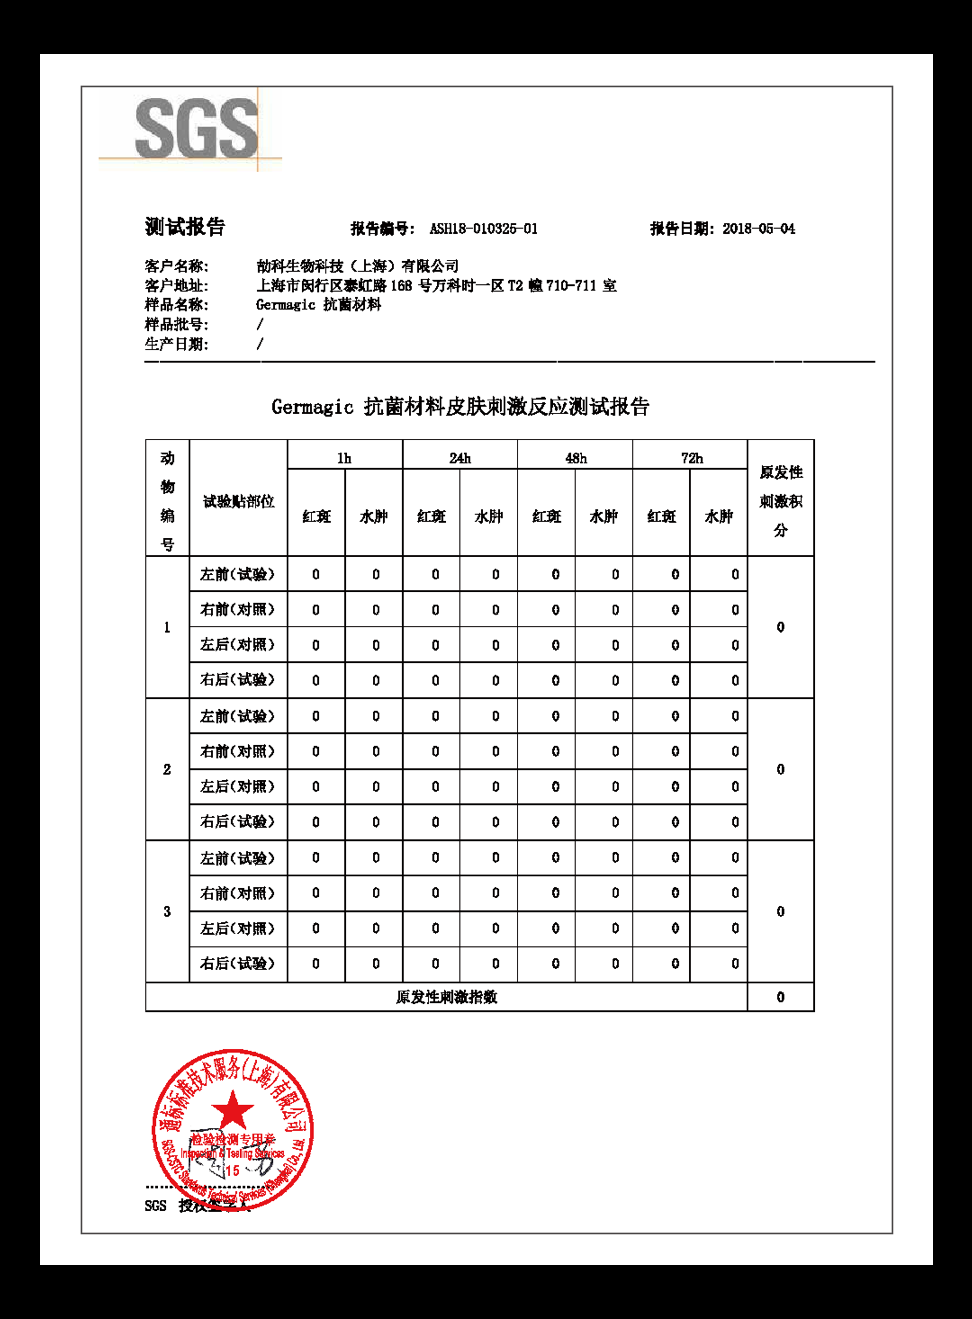 SGS
测试报告 报告编号: ASH18-010325-01 报告日期: 2018-05-04
客户名称: 劼科生物科技（上海）有限公司
客户地址: 上海市闵行区泰虹路 168 号万科时一区 T2 幢 710-711 室
样品名称: Germagic 抗菌材料
样品批号: /
生产日期: /
Germagic 抗菌材料皮肤刺激反应测试报告
动物编号 试验贴部位 1h 24h 48h 72h 原发性刺激积分
红斑 水肿 红斑 水肿 红斑 水肿 红斑 水肿
1 左前(试验) 0 0 0 0 0 0 0 0 0
右前(对照) 0 0 0 0 0 0 0 0
左后(对照) 0 0 0 0 0 0 0 0
右后(试验) 0 0 0 0 0 0 0 0
2 左前(试验) 0 0 0 0 0 0 0 0 0
右前(对照) 0 0 0 0 0 0 0 0
左后(对照) 0 0 0 0 0 0 0 0
右后(试验) 0 0 0 0 0 0 0 0
3 左前(试验) 0 0 0 0 0 0 0 0 0
右前(对照) 0 0 0 0 0 0 0 0
左后(对照) 0 0 0 0 0 0 0 0
右后(试验) 0 0 0 0 0 0 0 0
原发性刺激指数 0
通标标准技术服务(上海)有限公司
检验检测专用章
Inspection & Testing Services
15
SGS-CSTC Standards Technical Services (Shanghai) Co., Ltd.
SGS 授权签字人